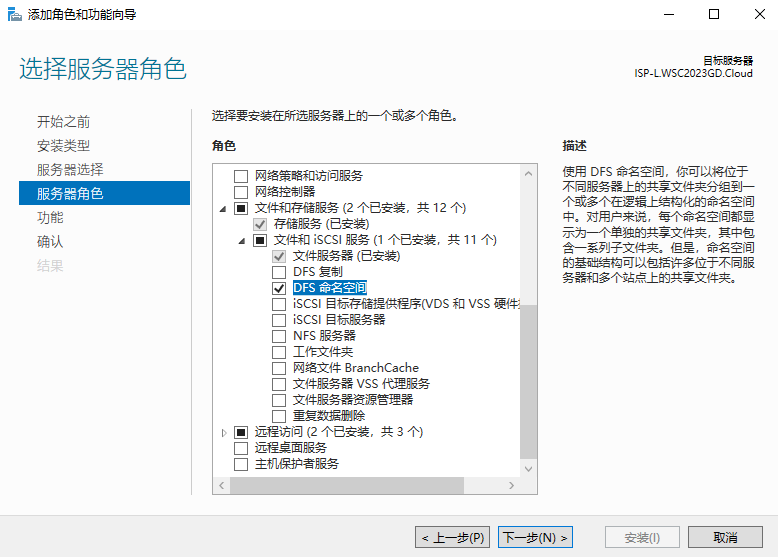 添加角色和功能向导
选择服务器角色
目标服务器
ISP-L.WSC2023GD.Cloud
开始之前
安装类型
服务器选择
服务器角色
功能
确认
结果
选择要安装在所选服务器上的一个或多个角色。
角色
网络策略和访问服务
网络控制器
文件和存储服务 (2 个已安装，共 12 个)
存储服务 (已安装)
文件和 iSCSI 服务 (1 个已安装，共 11 个)
文件服务器 (已安装)
DFS 复制
DFS 命名空间
iSCSI 目标存储提供程序(VDS 和 VSS 硬件
iSCSI 目标服务器
NFS 服务器
工作文件夹
网络文件 BranchCache
文件服务器 VSS 代理服务
文件服务器资源管理器
重复数据删除
远程访问 (2 个已安装，共 3 个)
远程桌面服务
主机保护者服务
描述
使用 DFS 命名空间，你可以将位于
不同服务器上的共享文件夹分组到一
个或多个在逻辑上结构化的命名空间
中。对用户来说，每个命名空间都显
示为一个单独的共享文件夹，其中包
含一系列子文件夹。但是，命名空间
的基础结构可以包括许多位于不同服
务器和多个站点上的共享文件夹。
< 上一步(P)
下一步(N) >
安装(I)
取消